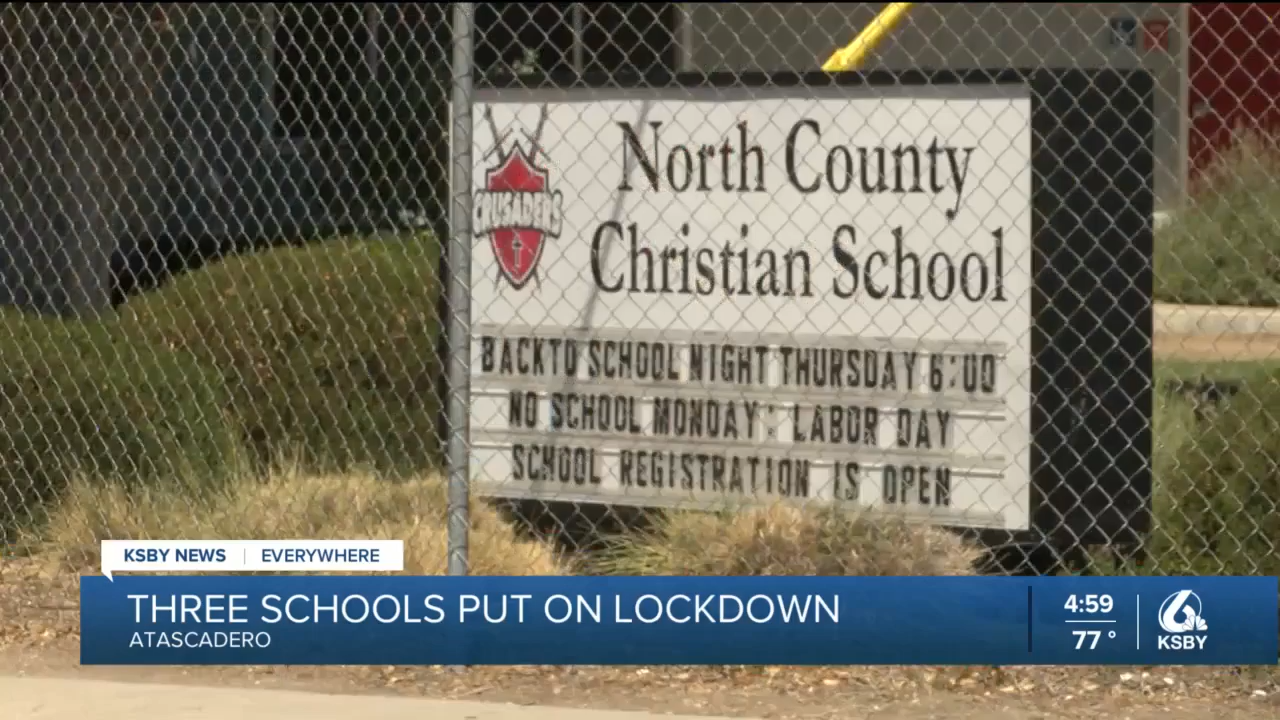 North County
CRUSADERS
Christian School
BACKTO SCHOOL NIGHT THURSDAY 6:00
NO SCHOOL MONDAY: LABOR DAY
SCHOOL REGISTRATION IS OPEN
KSBY NEWS | EVERYWHERE
THREE SCHOOLS PUT ON LOCKDOWN
ATASCADERO
4:59
77°
6
KSBY